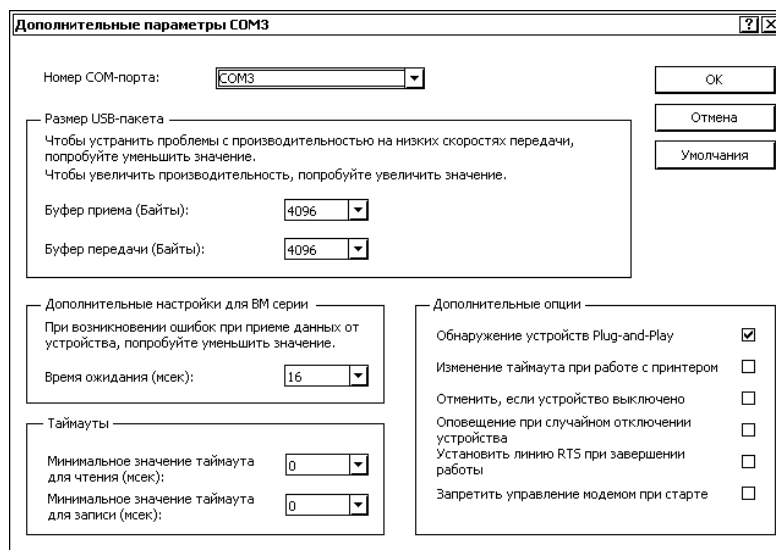 Дополнительные параметры COM3
Номер COM-порта:
COM3
OK
Отмена
Умолчания
Размер USB-пакета
Чтобы устранить проблемы с производительностью на низких скоростях передачи,
попробуйте уменьшить значение.
Чтобы увеличить производительность, попробуйте увеличить значение.
Буфер приема (Байты):
4096
Буфер передачи (Байты):
4096
Дополнительные настройки для ВМ серии
При возникновении ошибок при приеме данных от
устройства, попробуйте уменьшить значение.
Время ожидания (мсек):
16
Таймауты
Минимальное значение таймаута
для чтения (мсек):
0
Минимальное значение таймаута
для записи (мсек):
0
Дополнительные опции
Обнаружение устройств Plug-and-Play
Изменение таймаута при работе с принтером
Отменить, если устройство выключено
Оповещение при случайном отключении
устройства
Установить линию RTS при завершении
работы
Запретить управление модемом при старте